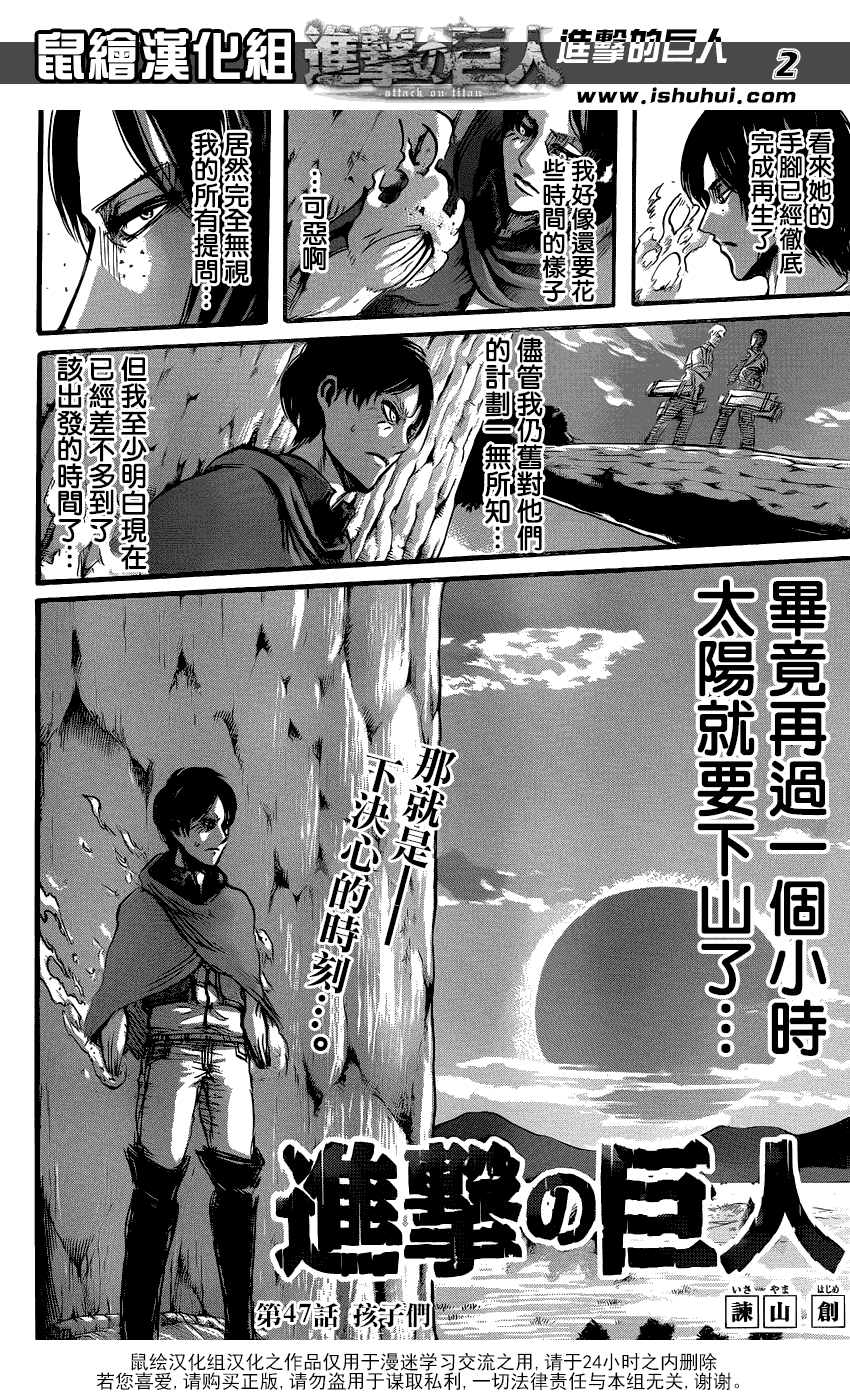 鼠繪漢化組
進撃の巨人
attack on titan
進擊的巨人
2
www.ishuhui.com
看來她的
手腳已經徹底
完成再生了
我好像還要花
些時間的樣子
…可惡啊
居然完全無視
我的所有提問…
儘管我仍舊對他們
的計劃一無所知…
但我至少明白現在
已經差不多到了
該出發的時間了…
畢竟再過一個小時
太陽就要下山了…
那就是——
下決心的時刻…。
進撃の巨人
いさ やま はじめ
諫山創
第47話 孩子們
鼠绘汉化组汉化之作品仅用于漫迷学习交流之用, 请于24小时之内删除
若您喜爱, 请购买正版, 请勿用于谋取私利, 一切法律责任与本组无关, 谢谢。